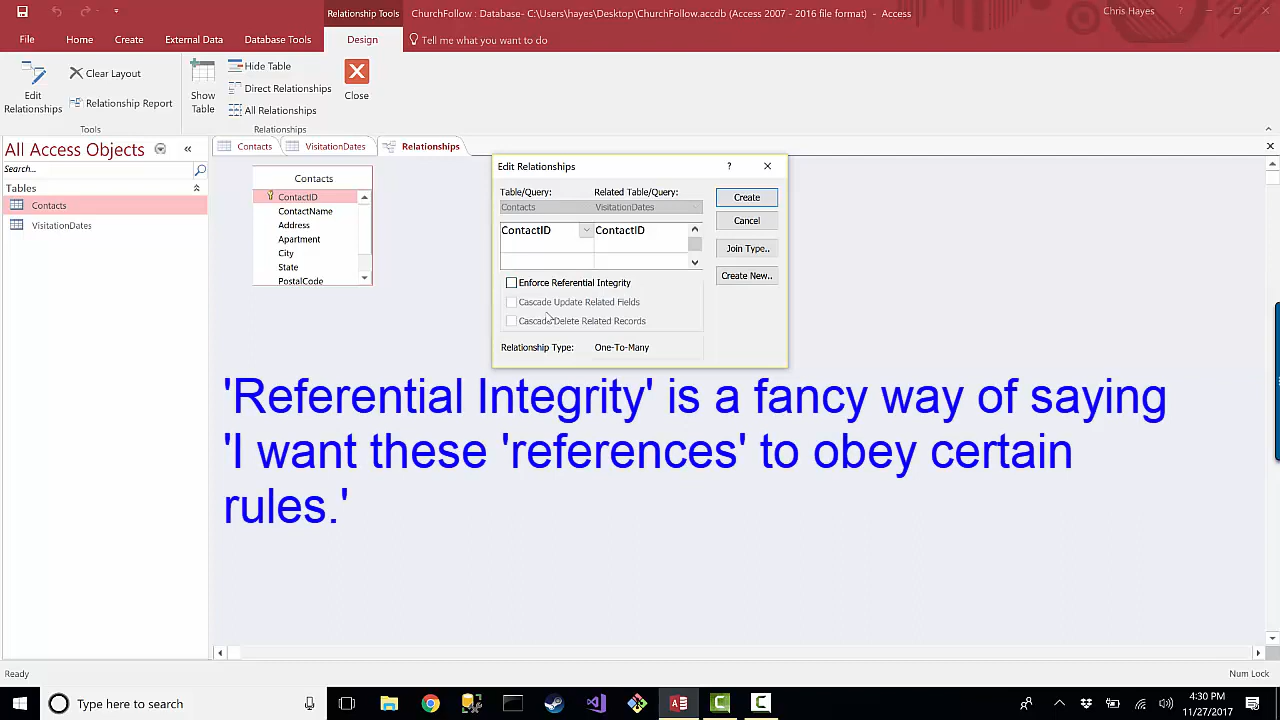 Relationship Tools
ChurchFollow : Database- C:\Users\hayes\Desktop\ChurchFollow.accdb (Access 2007 - 2016 file format) - Access
Chris Hayes
File Home Create External Data Database Tools Design Tell me what you want to do
Edit Relationships
Clear Layout
Relationship Report
Tools
Show Table
Hide Table
Direct Relationships
All Relationships
Relationships
Close
All Access Objects
Search...
Tables
Contacts
VisitationDates
Contacts VisitationDates Relationships
Contacts
ContactID
ContactName
Address
Apartment
City
State
PostalCode
Edit Relationships
?
Table/Query: Related Table/Query:
Contacts VisitationDates
ContactID ContactID
Enforce Referential Integrity
Cascade Update Related Fields
Cascade Delete Related Records
Relationship Type: One-To-Many
Create
Cancel
Join Type..
Create New..
'Referential Integrity' is a fancy way of saying
'I want these 'references' to obey certain
rules.'
Ready
Num Lock
Type here to search
4:30 PM
11/27/2017